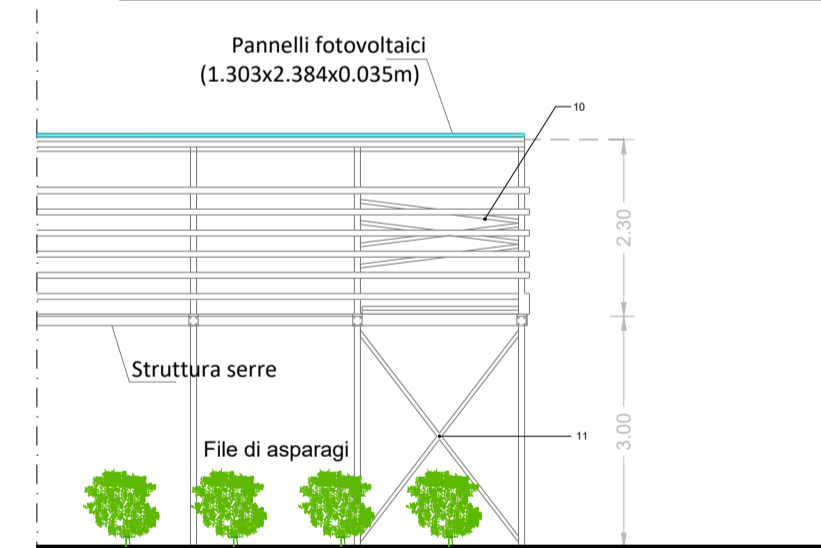 Pannelli fotovoltaici
(1.303x2.384x0.035m)
10
2.30
Struttura serre
3.00
11
File di asparagi